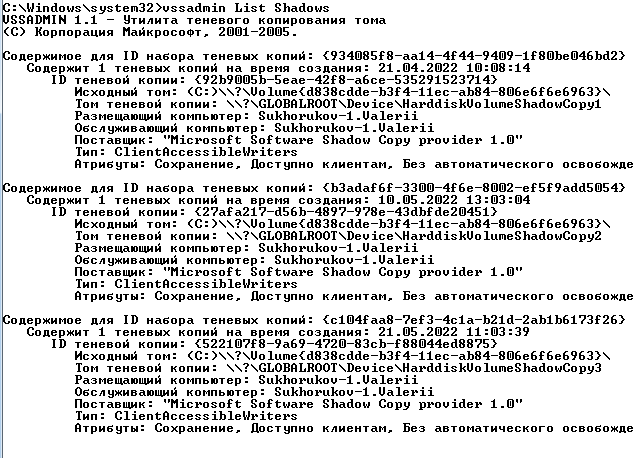 C:\Windows\system32>vssadmin List Shadows
VSSADMIN 1.1 - Утилита теневого копирования тома
(C) Корпорация Майкрософт, 2001-2005.
Содержимое для ID набора теневых копий: {934085f8-aa14-4f44-9409-1f80be046bd2}
Содержит 1 теневых копий на время создания: 21.04.2022 10:08:14
ID теневой копии: {92b9005b-5eae-42f8-a6ce-535291523714}
Исходный том: (C:)\\?\Volume{d838cdde-b3f4-11ec-ab84-806e6f6e6963}\
Том теневой копии: \\?\GLOBALROOT\Device\HarddiskVolumeShadowCopy1
Размещающий компьютер: Sukhorukov-1.Valerii
Обслуживающий компьютер: Sukhorukov-1.Valerii
Поставщик: "Microsoft Software Shadow Copy provider 1.0"
Тип: ClientAccessibleWriters
Атрибуты: Сохранение, Доступно клиентам, Без автоматического освобожде
Содержимое для ID набора теневых копий: {b3adaf6f-3300-4f6e-8002-ef5f9add5054}
Содержит 1 теневых копий на время создания: 10.05.2022 13:03:04
ID теневой копии: {27afa217-d56b-4897-978e-43dbfde20451}
Исходный том: (C:)\\?\Volume{d838cdde-b3f4-11ec-ab84-806e6f6e6963}\
Том теневой копии: \\?\GLOBALROOT\Device\HarddiskVolumeShadowCopy2
Размещающий компьютер: Sukhorukov-1.Valerii
Обслуживающий компьютер: Sukhorukov-1.Valerii
Поставщик: "Microsoft Software Shadow Copy provider 1.0"
Тип: ClientAccessibleWriters
Атрибуты: Сохранение, Доступно клиентам, Без автоматического освобожде
Содержимое для ID набора теневых копий: {c104faa8-7ef3-4c1a-b21d-2ab1b6173f26}
Содержит 1 теневых копий на время создания: 21.05.2022 11:03:39
ID теневой копии: {522107f8-9a69-4720-83cb-f88044ed8875}
Исходный том: (C:)\\?\Volume{d838cdde-b3f4-11ec-ab84-806e6f6e6963}\
Том теневой копии: \\?\GLOBALROOT\Device\HarddiskVolumeShadowCopy3
Размещающий компьютер: Sukhorukov-1.Valerii
Обслуживающий компьютер: Sukhorukov-1.Valerii
Поставщик: "Microsoft Software Shadow Copy provider 1.0"
Тип: ClientAccessibleWriters
Атрибуты: Сохранение, Доступно клиентам, Без автоматического освобожде